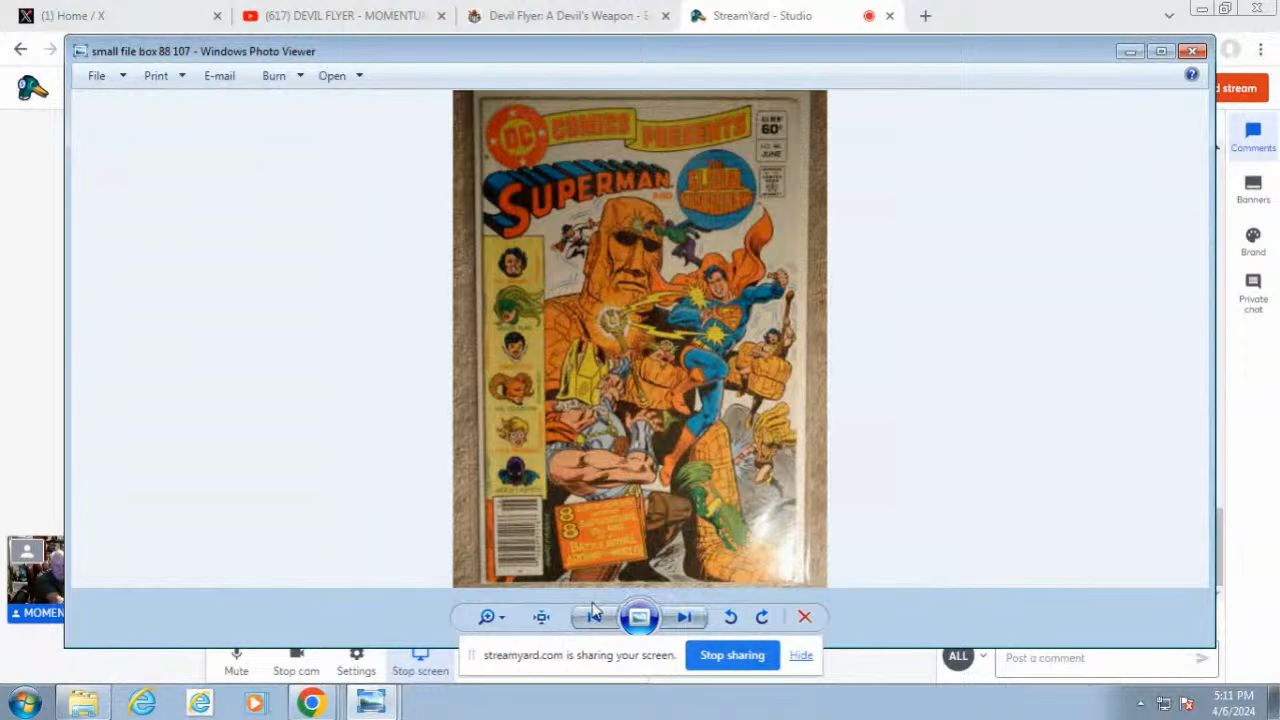 (1) Home / X
(617) DEVIL FLYER - MOMENTUM
Devil Flyer: A Devil's Weapon - E
StreamYard - Studio
small file box 88 107 - Windows Photo Viewer
File
Print
E-mail
Burn
Open
d stream
Comments
Banners
Brand
Private
chat
DC COMICS PRESENTS
60¢
JUNE
SUPERMAN
AND
MOMEN
streamyard.com is sharing your screen.
Stop sharing
Hide
Mute
Stop cam
Settings
Stop screen
ALL
Post a comment
5:11 PM
4/6/2024